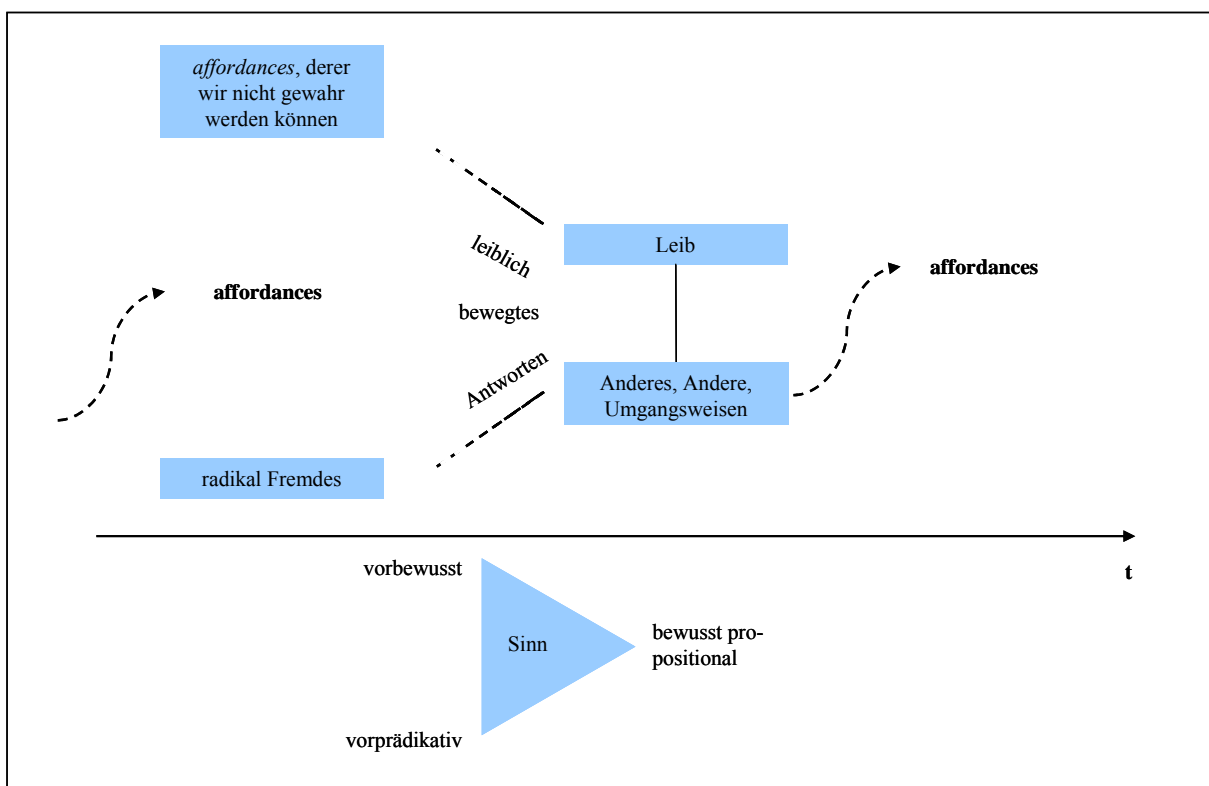 affordances, derer
wir nicht gewahr
werden können
leiblich
Leib
affordances
affordances
bewegtes
Antworten
Anderes, Andere,
Umgangsweisen
radikal Fremdes
vorbewusst
t
Sinn
bewusst pro-
positional
vorprädikativ